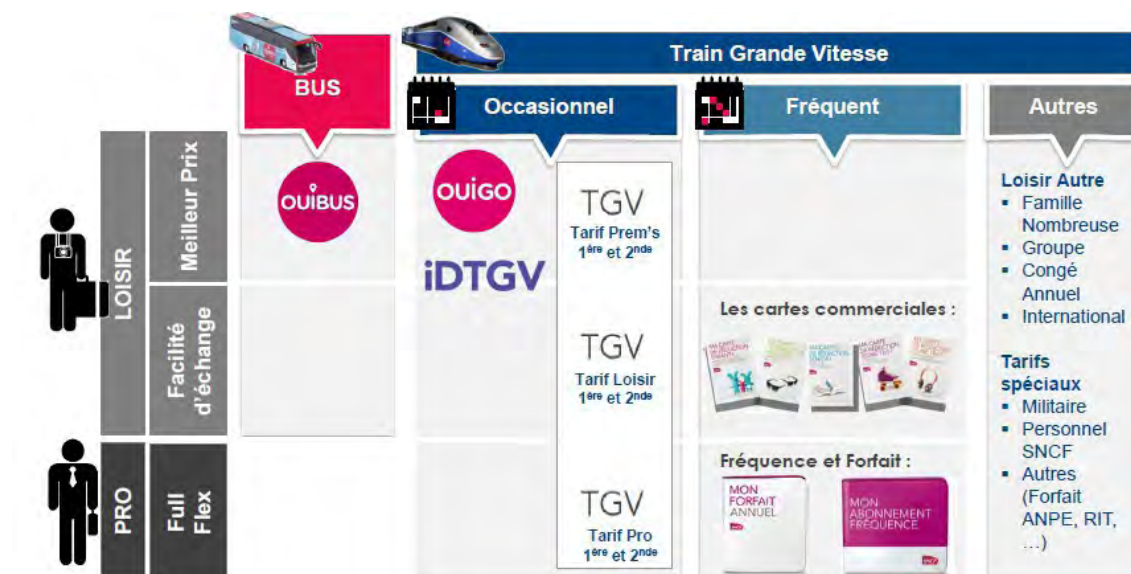 Train Grande Vitesse
BUS
Occasionnel
Fréquent
Autres
LOISIR
Meilleur Prix
OUiBUS
OUiGO
iDTGV
TGV
Tarif Prem's
1ère et 2nde
Facilité
d'échange
TGV
Tarif Loisir
1ère et 2nde
Les cartes commerciales :
PRO
Full
Flex
TGV
Tarif Pro
1ère et 2nde
Fréquence et Forfait :
MON
FORFAIT
ANNUEL
MON
ABONNEMENT
FRÉQUENCE
Loisir Autre
▪ Famille
Nombreuse
▪ Groupe
▪ Congé
Annuel
▪ International
Tarifs
spéciaux
▪ Militaire
▪ Personnel
SNCF
▪ Autres
(Forfait
ANPE, RIT,
…)